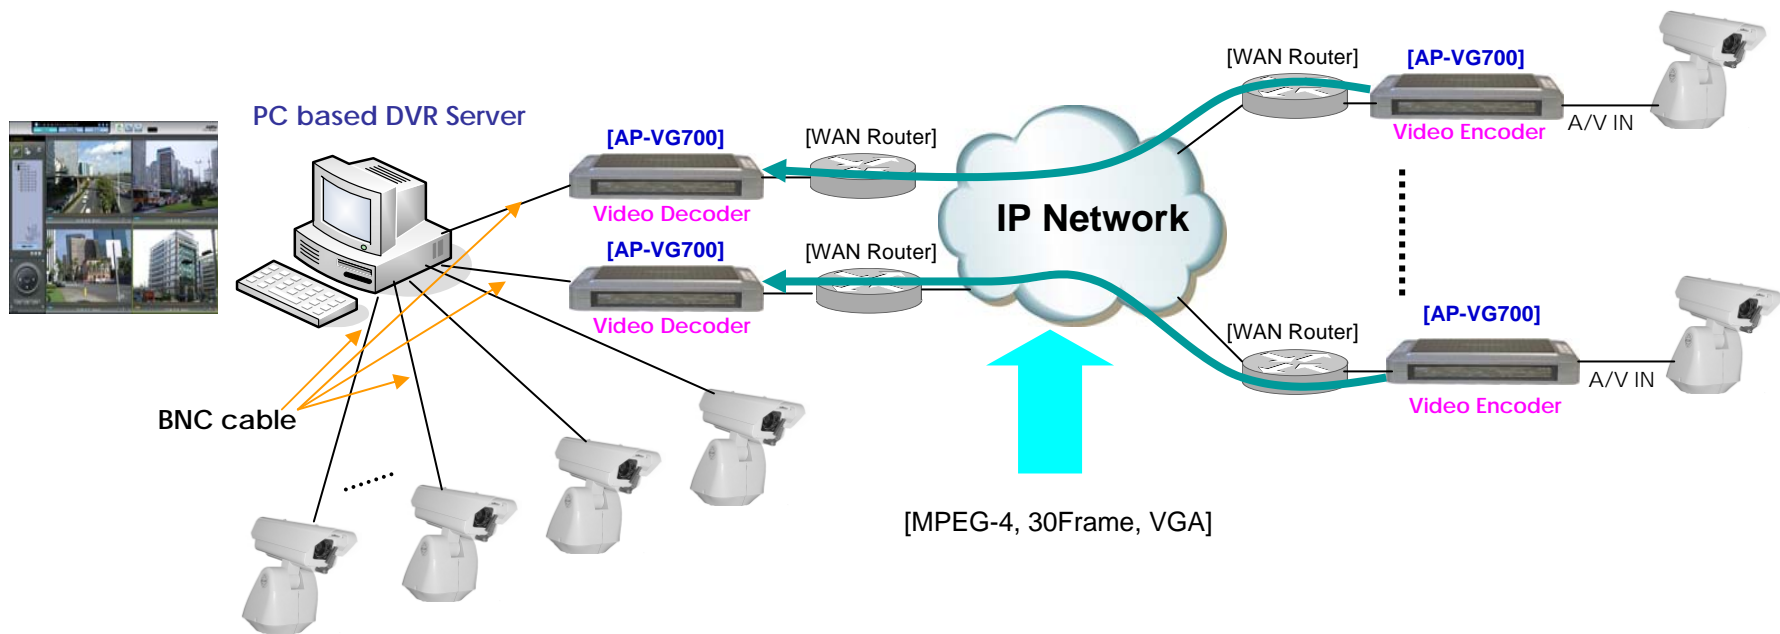 [WAN Router]
[AP-VG700]
PC based DVR Server
[AP-VG700]
[WAN Router]
Video Encoder
A/V IN
Video Decoder
IP Network
[AP-VG700]
[WAN Router]
[AP-VG700]
Video Decoder
[WAN Router]
A/V IN
Video Encoder
BNC cable
[MPEG-4, 30Frame, VGA]